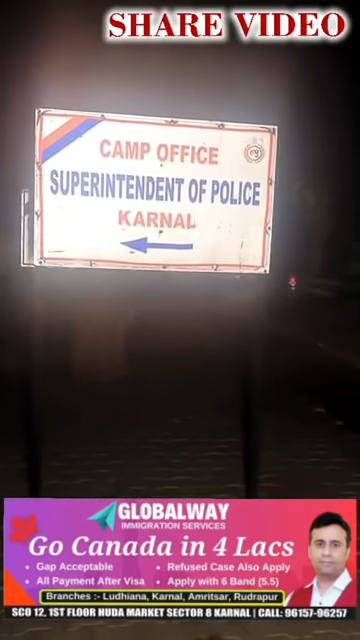 SHARE VIDEO
CAMP OFFICE
SUPERINTENDENT OF POLICE
KARNAL
GLOBALWAY
IMMIGRATION SERVICES
Go Canada in 4 Lacs
• Gap Acceptable • Refused Case Also Apply
• All Payment After Visa • Apply with 6 Band (5.5)
Branches :- Ludhiana, Karnal, Amritsar, Rudrapur
SCO 12, 1ST FLOOR HUDA MARKET SECTOR 8 KARNAL | CALL: 96157-96257